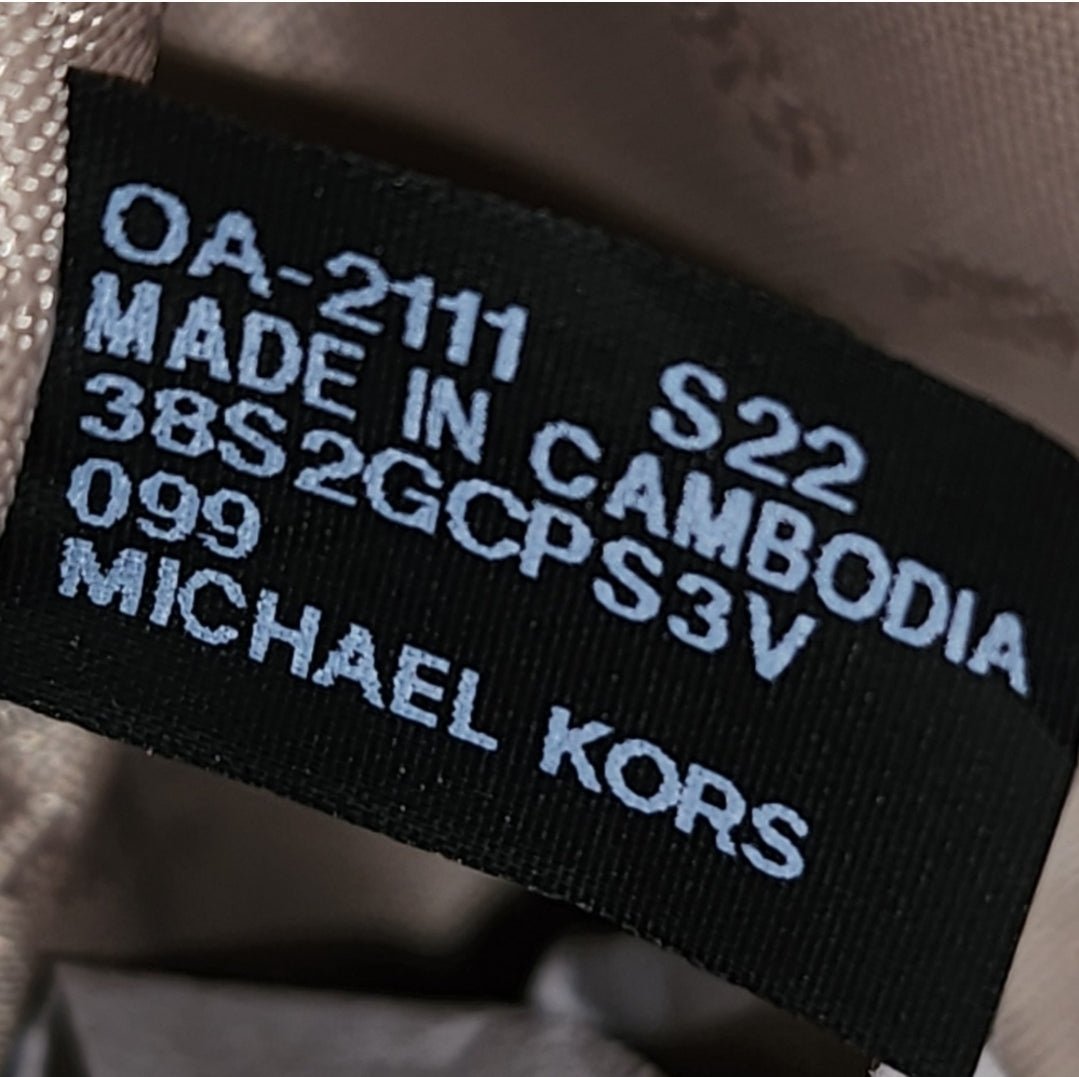 OA-2111 S22
MADE IN CAMBODIA
38S2GCPS3V
099
MICHAEL KORS